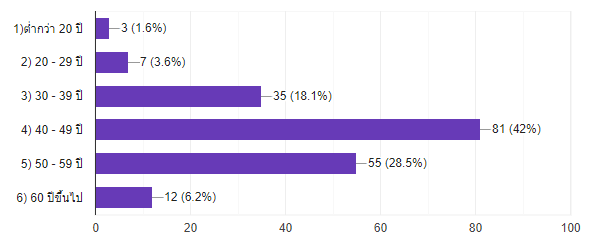 1)ต่ำกว่า 20 ปี 3 (1.6%)
2) 20 - 29 ปี 7 (3.6%)
3) 30 - 39 ปี 35 (18.1%)
4) 40 - 49 ปี 81 (42%)
5) 50 - 59 ปี 55 (28.5%)
6) 60 ปีขึ้นไป 12 (6.2%)
0 20 40 60 80 100